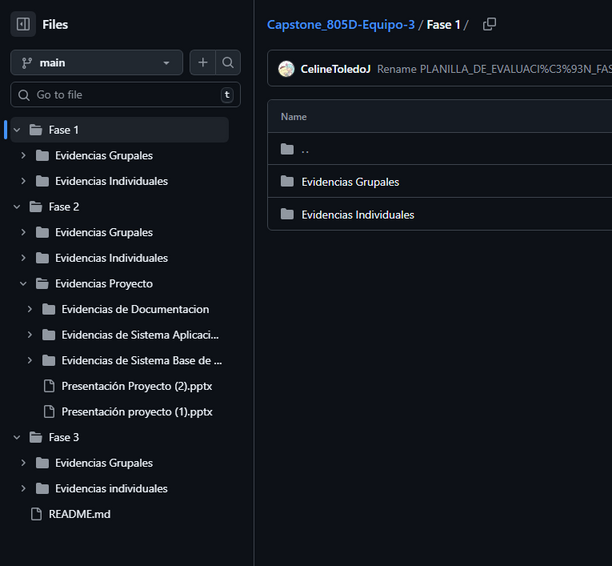 Files
main
Go to file
t
Fase 1
Evidencias Grupales
Evidencias Individuales
Fase 2
Evidencias Grupales
Evidencias Individuales
Evidencias Proyecto
Evidencias de Documentacion
Evidencias de Sistema Aplicaci...
Evidencias de Sistema Base de ...
Presentación Proyecto (2).pptx
Presentación proyecto (1).pptx
Fase 3
Evidencias Grupales
Evidencias individuales
README.md
Capstone_805D-Equipo-3 / Fase 1 /
CelineToledoJ Rename PLANILLA_DE_EVALUACI%C3%93N_FAS
Name
..
Evidencias Grupales
Evidencias Individuales